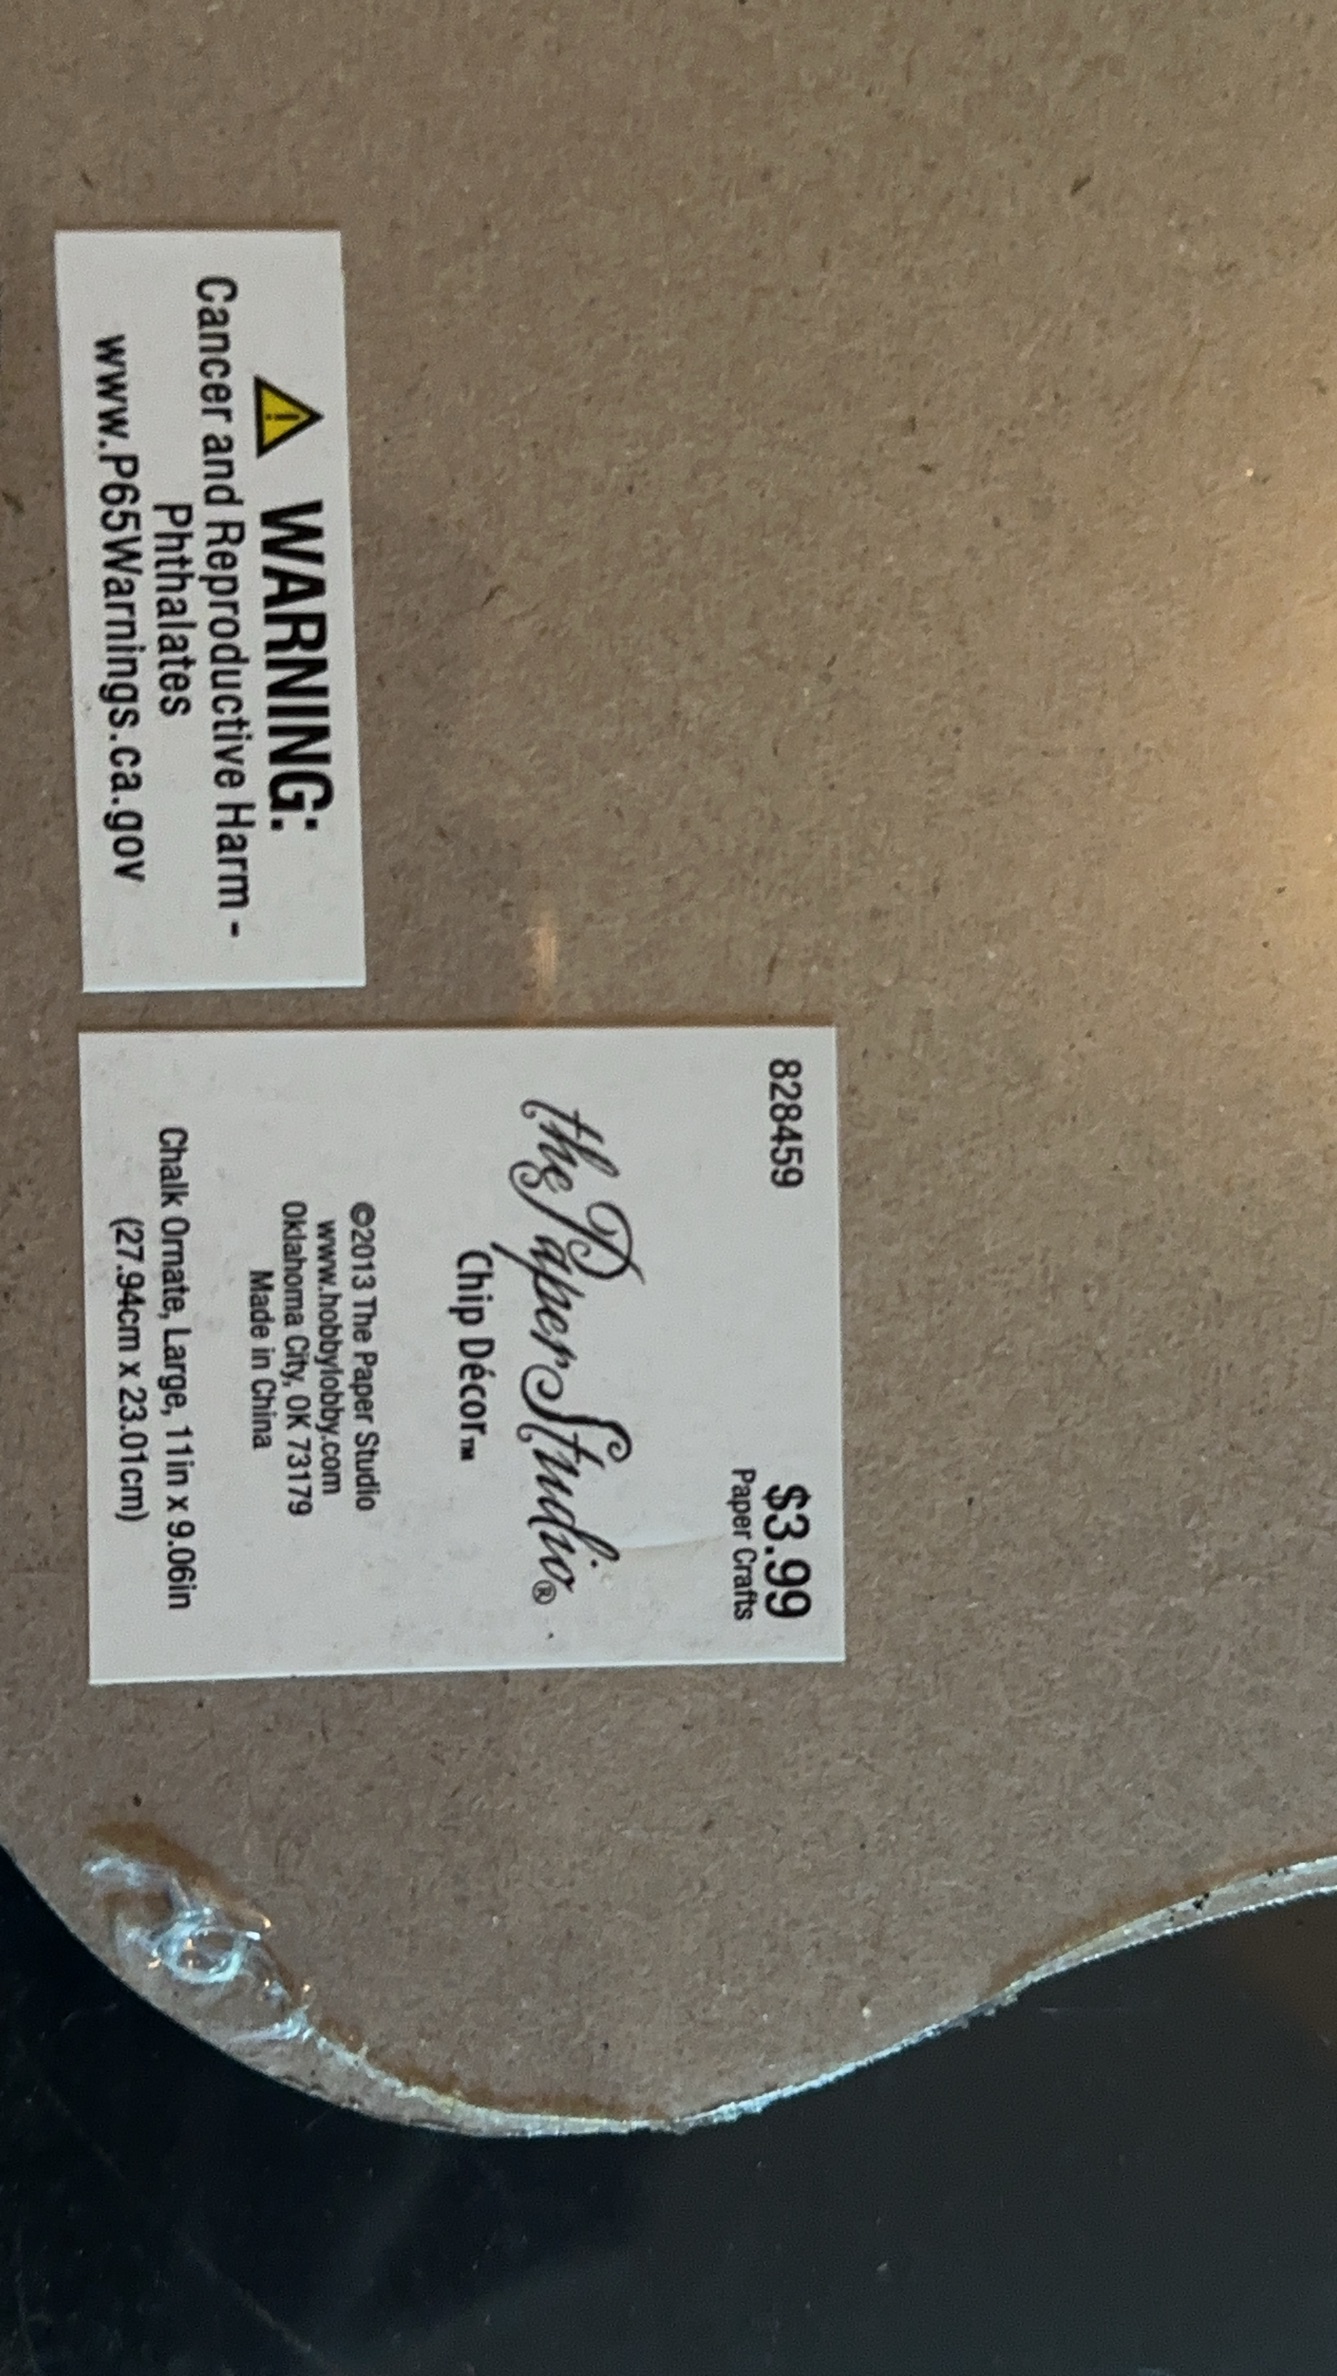 WARNING:
Cancer and Reproductive Harm -
Phthalates
www.P65Warnings.ca.gov
828459
$3.99
Paper Crafts
the Paper Studio®
Chip Décor™
©2013 The Paper Studio
www.hobbylobby.com
Oklahoma City, OK 73179
Made in China
Chalk Ornate, Large, 11in x 9.06in
(27.94cm x 23.01cm)